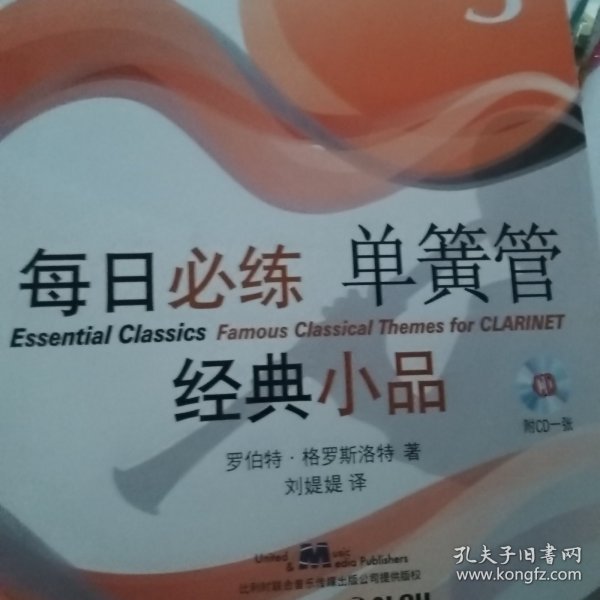 每日必练 单簧管
Essential Classics Famous Classical Themes for CLARINET
经典小品
CD
附CD一张
罗伯特·格罗斯洛特 著
刘媞媞 译
United Music
& Media Publishers
比利时联合音乐传媒出版公司提供版权
孔夫子旧书网
www.kongfz.com